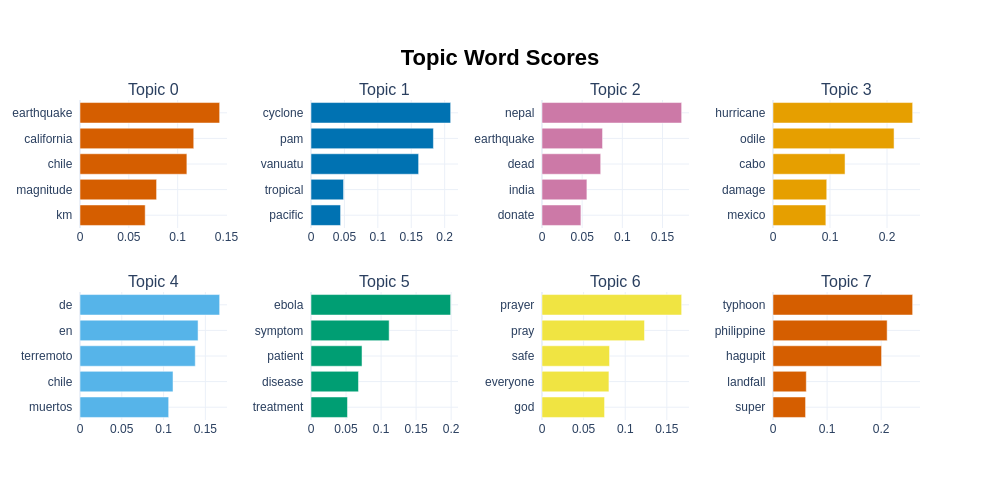 Topic Word Scores
Topic 0
earthquake
california
chile
magnitude
km
0 0.05 0.1 0.15
Topic 1
cyclone
pam
vanuatu
tropical
pacific
0 0.05 0.1 0.15 0.2
Topic 2
nepal
earthquake
dead
india
donate
0 0.05 0.1 0.15
Topic 3
hurricane
odile
cabo
damage
mexico
0 0.1 0.2
Topic 4
de
en
terremoto
chile
muertos
0 0.05 0.1 0.15
Topic 5
ebola
symptom
patient
disease
treatment
0 0.05 0.1 0.15 0.2
Topic 6
prayer
pray
safe
everyone
god
0 0.05 0.1 0.15
Topic 7
typhoon
philippine
hagupit
landfall
super
0 0.1 0.2